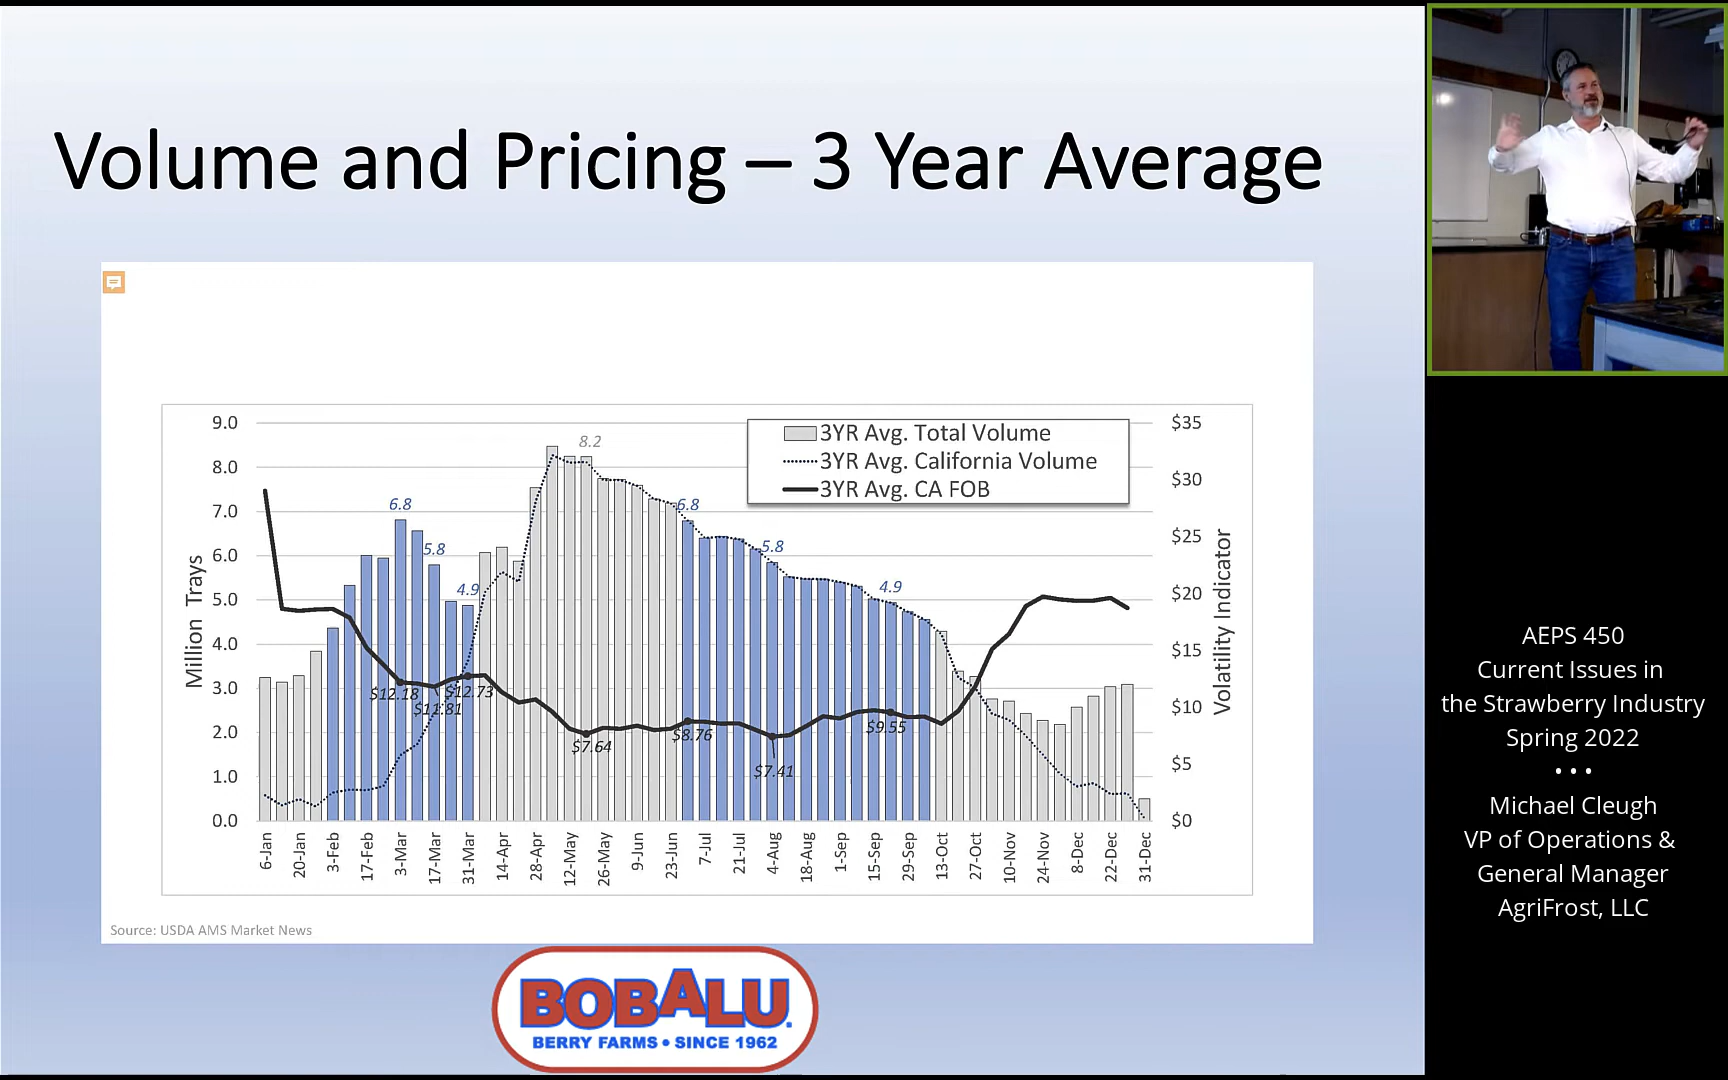 Volume and Pricing – 3 Year Average
9.0
8.0
7.0
6.0
5.0
4.0
3.0
2.0
1.0
0.0
Million Trays
$35
$30
$25
$20
$15
$10
$5
$0
Volatility Indicator
3YR Avg. Total Volume
3YR Avg. California Volume
3YR Avg. CA FOB
6.8
5.8
4.9
8.2
6.8
5.8
4.9
$12.18
$11.81
$12.73
$7.64
$8.76
$7.41
$9.55
6-Jan
20-Jan
3-Feb
17-Feb
3-Mar
17-Mar
31-Mar
14-Apr
28-Apr
12-May
26-May
9-Jun
23-Jun
7-Jul
21-Jul
4-Aug
18-Aug
1-Sep
15-Sep
29-Sep
13-Oct
27-Oct
10-Nov
24-Nov
8-Dec
22-Dec
31-Dec
Source: USDA AMS Market News
BOBALU.
BERRY FARMS • SINCE 1962
AEPS 450
Current Issues in
the Strawberry Industry
Spring 2022
• • •
Michael Cleugh
VP of Operations &
General Manager
AgriFrost, LLC